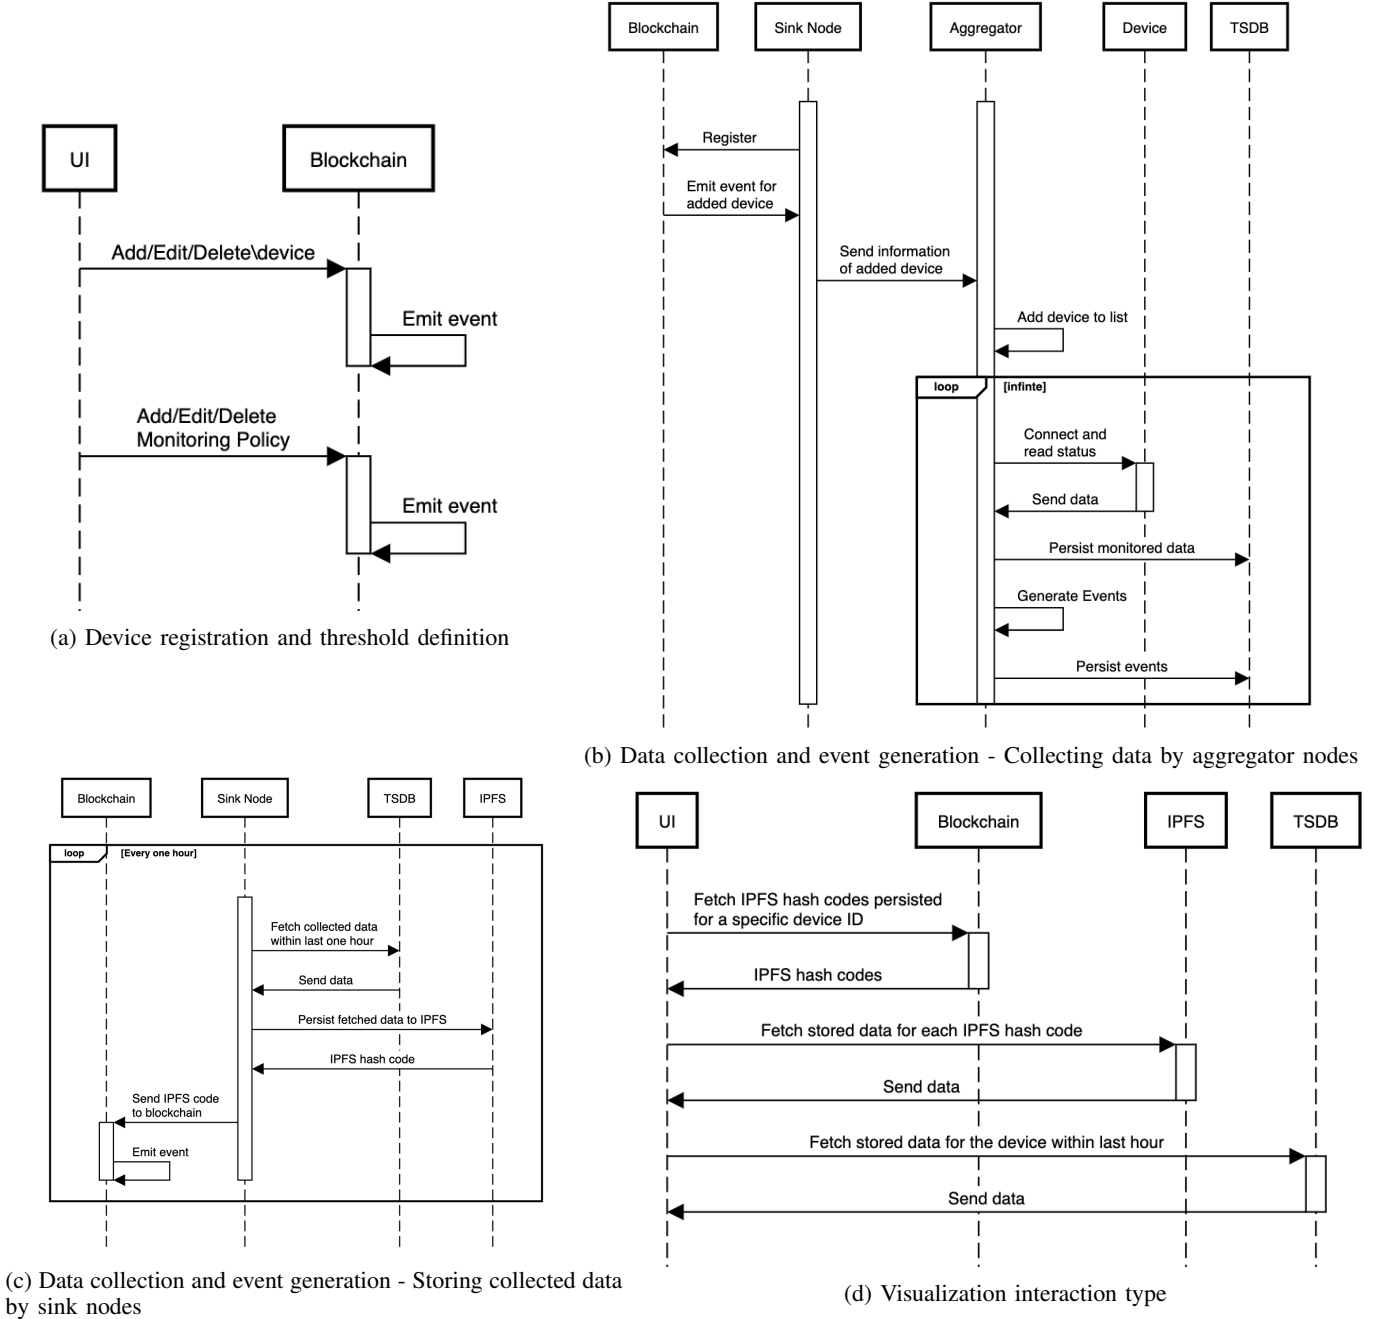 UI
Blockchain
Add/Edit/Delete\device
Emit event
Add/Edit/Delete
Monitoring Policy
Emit event
(a) Device registration and threshold definition
Blockchain
Sink Node
Aggregator
Device
TSDB
Register
Emit event for
added device
Send information
of added device
Add device to list
loop
[infinte]
Connect and
read status
Send data
Persist monitored data
Generate Events
Persist events
(b) Data collection and event generation - Collecting data by aggregator nodes
Blockchain
Sink Node
TSDB
IPFS
loop
[Every one hour]
Fetch collected data
within last one hour
Send data
Persist fetched data to IPFS
IPFS hash code
Send IPFS code
to blockchain
Emit event
(c) Data collection and event generation - Storing collected data
by sink nodes
UI
Blockchain
IPFS
TSDB
Fetch IPFS hash codes persisted
for a specific device ID
IPFS hash codes
Fetch stored data for each IPFS hash code
Send data
Fetch stored data for the device within last hour
Send data
(d) Visualization interaction type